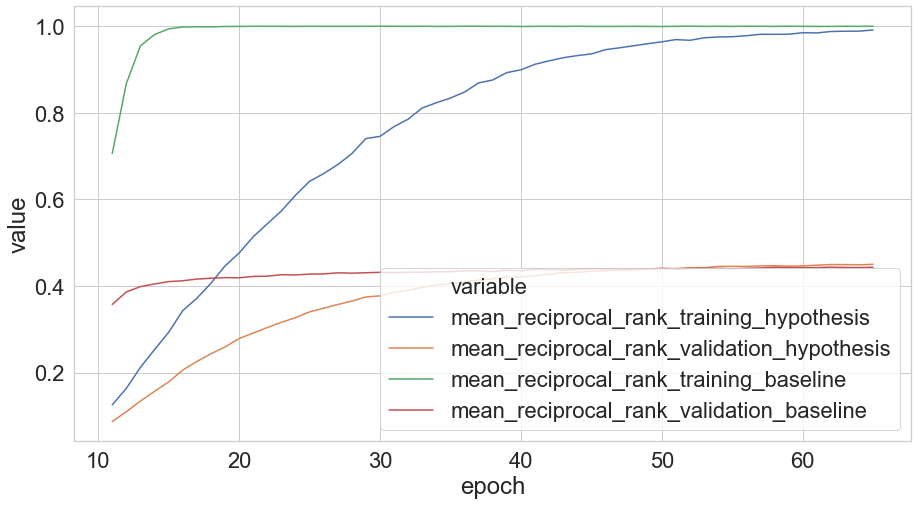 1.0
0.8
0.6
0.4
0.2
value
variable
mean_reciprocal_rank_training_hypothesis
mean_reciprocal_rank_validation_hypothesis
mean_reciprocal_rank_training_baseline
mean_reciprocal_rank_validation_baseline
10 20 30 40 50 60
epoch